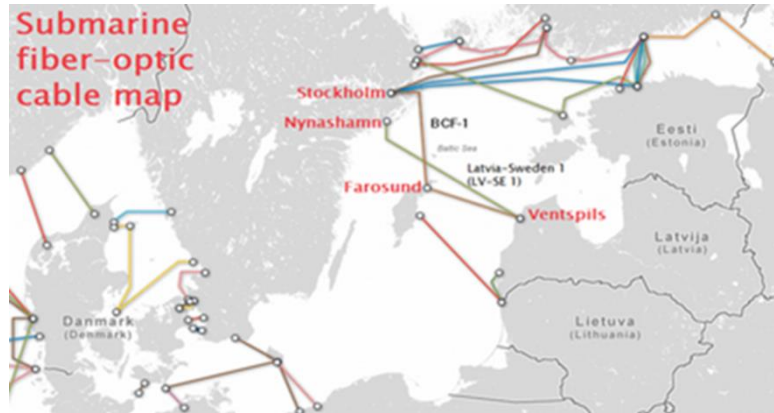 Submarine
fiber-optic
cable map
Stockholm
Nynashamn
BCF-1
Baltic Sea
Eesti
(Estonia)
Latvia-Sweden 1
(LV-SE 1)
Farosund
Ventspils
Latvija
(Latvia)
Danmark
(Denmark)
Lietuva
(Lithuania)